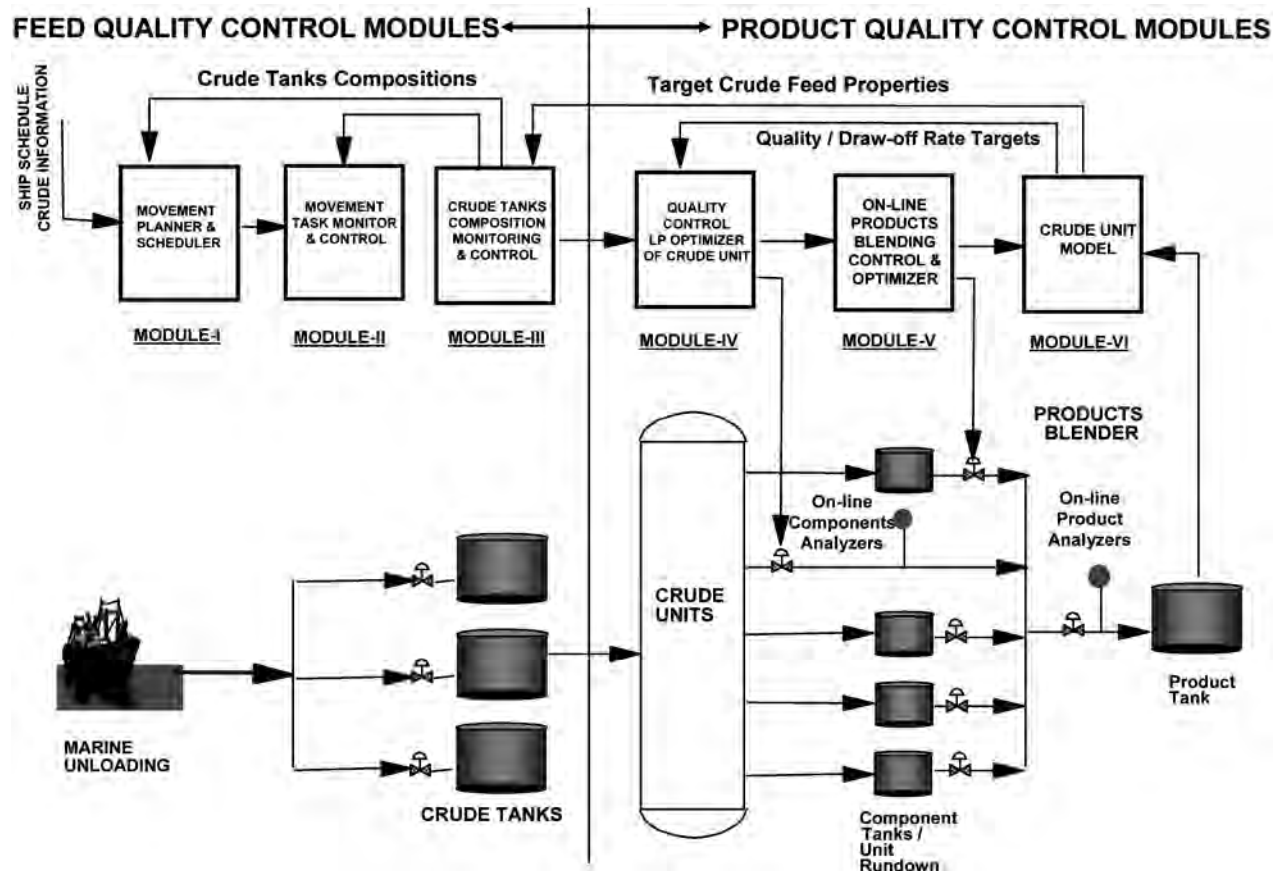 FEED QUALITY CONTROL MODULES
PRODUCT QUALITY CONTROL MODULES
Crude Tanks Compositions
Target Crude Feed Properties
Quality / Draw-off Rate Targets
SHIP SCHEDULE
CRUDE INFORMATION
MOVEMENT
PLANNER &
SCHEDULER
MOVEMENT
TASK MONITOR
& CONTROL
CRUDE TANKS
COMPOSITION
MONITORING
& CONTROL
QUALITY
CONTROL
LP OPTIMIZER
OF CRUDE UNIT
ON-LINE
PRODUCTS
BLENDING
CONTROL &
OPTIMIZER
CRUDE UNIT
MODEL
MODULE-I
MODULE-II
MODULE-III
MODULE-IV
MODULE-V
MODULE-VI
PRODUCTS
BLENDER
On-line
Components
Analyzers
On-line
Product
Analyzers
CRUDE
UNITS
Product
Tank
MARINE
UNLOADING
CRUDE TANKS
Component
Tanks /
Unit
Rundown